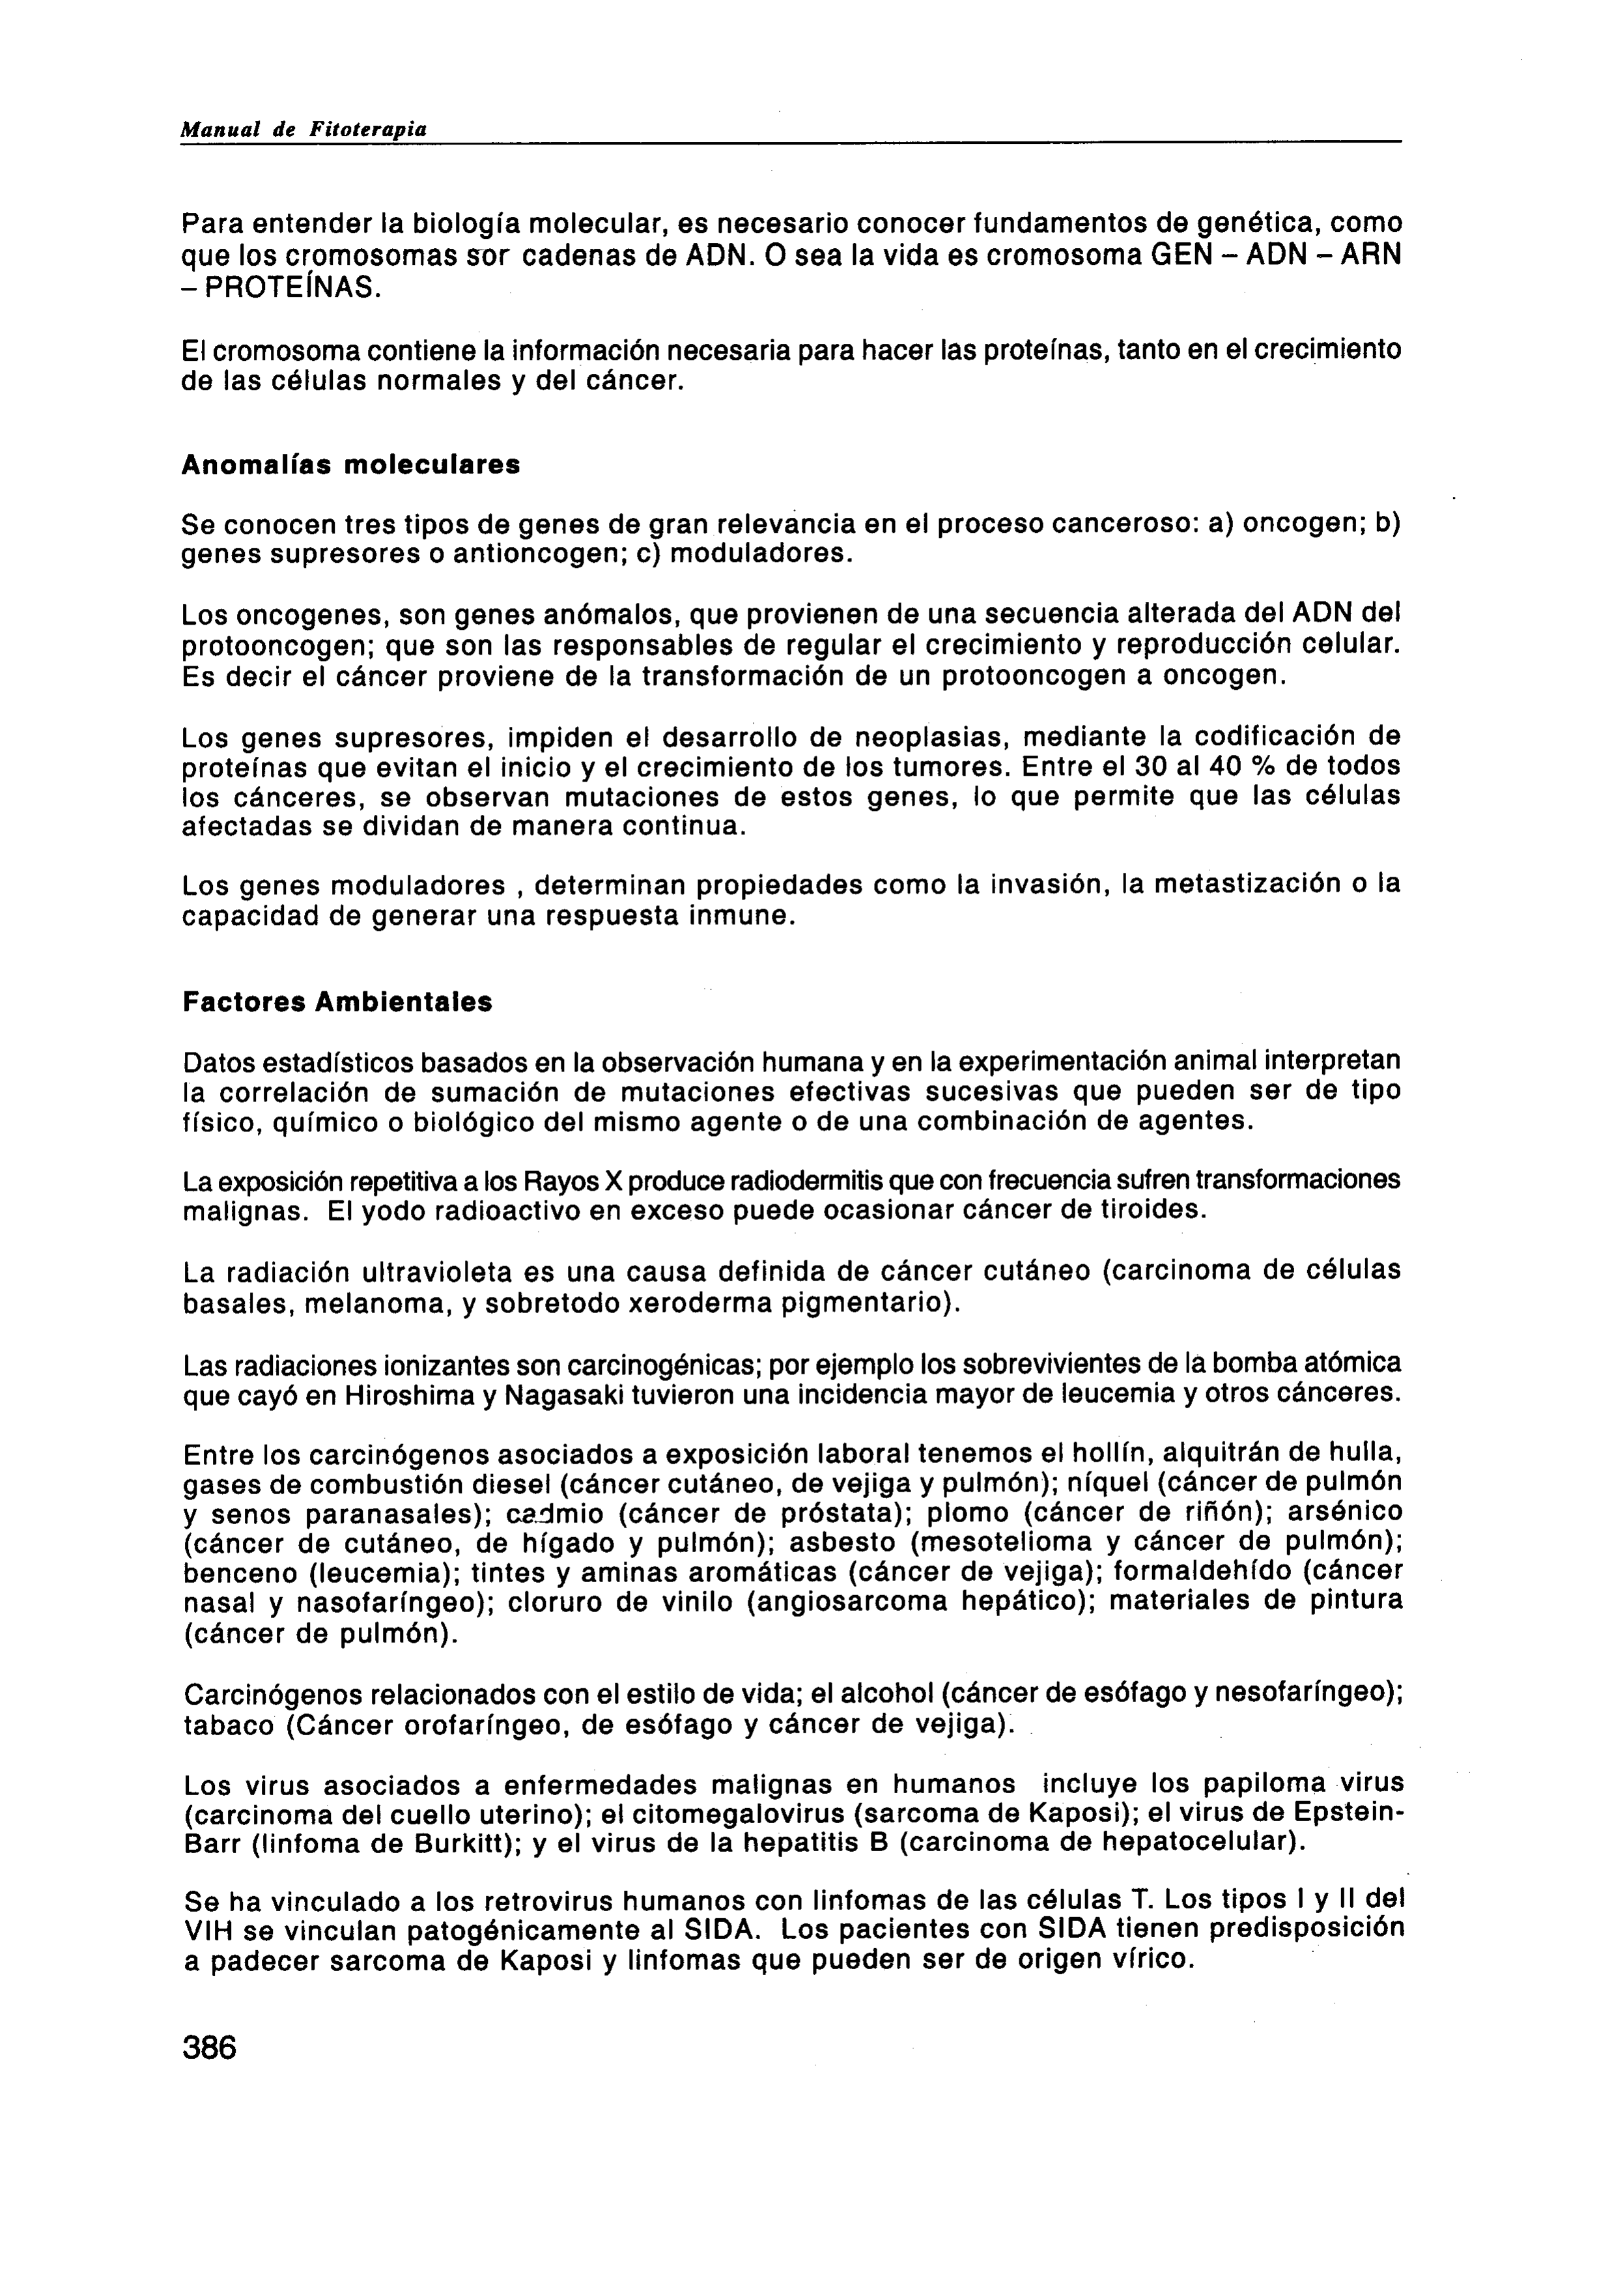 Manual de Fitoterapia
Para entender la biología molecular, es necesario conocer fundamentos de genética, como
que los cromosomas sor cadenas de ADN. O sea la vida es cromosoma GEN – ADN – ARN
– PROTEÍNAS.
El cromosoma contiene la información necesaria para hacer las proteínas, tanto en el crecimiento
de las células normales y del cáncer.
Anomalías moleculares
Se conocen tres tipos de genes de gran relevancia en el proceso canceroso: a) oncogen; b)
genes supresores o antioncogen; c) moduladores.
Los oncogenes, son genes anómalos, que provienen de una secuencia alterada del ADN del
protooncogen; que son las responsables de regular el crecimiento y reproducción celular.
Es decir el cáncer proviene de la transformación de un protooncogen a oncogen.
Los genes supresores, impiden el desarrollo de neoplasias, mediante la codificación de
proteínas que evitan el inicio y el crecimiento de los tumores. Entre el 30 al 40 % de todos
los cánceres, se observan mutaciones de estos genes, lo que permite que las células
afectadas se dividan de manera continua.
Los genes moduladores , determinan propiedades como la invasión, la metastización o la
capacidad de generar una respuesta inmune.
Factores Ambientales
Datos estadísticos basados en la observación humana y en la experimentación animal interpretan
la correlación de sumación de mutaciones efectivas sucesivas que pueden ser de tipo
físico, químico o biológico del mismo agente o de una combinación de agentes.
La exposición repetitiva a los Rayos X produce radiodermitis que con frecuencia sufren transformaciones
malignas. El yodo radioactivo en exceso puede ocasionar cáncer de tiroides.
La radiación ultravioleta es una causa definida de cáncer cutáneo (carcinoma de células
basales, melanoma, y sobretodo xeroderma pigmentario).
Las radiaciones ionizantes son carcinogénicas; por ejemplo los sobrevivientes de la bomba atómica
que cayó en Hiroshima y Nagasaki tuvieron una incidencia mayor de leucemia y otros cánceres.
Entre los carcinógenos asociados a exposición laboral tenemos el hollín, alquitrán de hulla,
gases de combustión diesel (cáncer cutáneo, de vejiga y pulmón); níquel (cáncer de pulmón
y senos paranasales); cadmio (cáncer de próstata); plomo (cáncer de riñón); arsénico
(cáncer de cutáneo, de hígado y pulmón); asbesto (mesotelioma y cáncer de pulmón);
benceno (leucemia); tintes y aminas aromáticas (cáncer de vejiga); formaldehído (cáncer
nasal y nasofaríngeo); cloruro de vinilo (angiosarcoma hepático); materiales de pintura
(cáncer de pulmón).
Carcinógenos relacionados con el estilo de vida; el alcohol (cáncer de esófago y nesofaríngeo);
tabaco (Cáncer orofaríngeo, de esófago y cáncer de vejiga).
Los virus asociados a enfermedades malignas en humanos incluye los papiloma virus
(carcinoma del cuello uterino); el citomegalovirus (sarcoma de Kaposi); el virus de Epstein-
Barr (linfoma de Burkitt); y el virus de la hepatitis B (carcinoma de hepatocelular).
Se ha vinculado a los retrovirus humanos con linfomas de las células T. Los tipos I y II del
VIH se vinculan patogénicamente al SIDA. Los pacientes con SIDA tienen predisposición
a padecer sarcoma de Kaposi y linfomas que pueden ser de origen vírico.
386